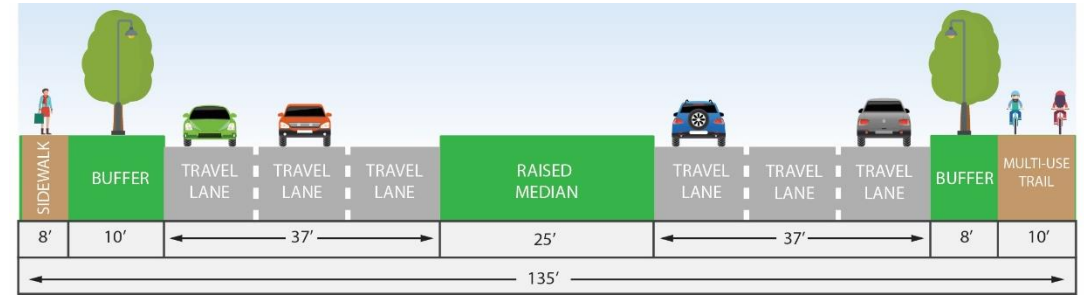 SIDEWALK
BUFFER
TRAVEL
LANE
TRAVEL
LANE
TRAVEL
LANE
RAISED
MEDIAN
TRAVEL
LANE
TRAVEL
LANE
TRAVEL
LANE
BUFFER
MULTI-USE
TRAIL
8’
10’
37’
25’
37’
8’
10’
135’